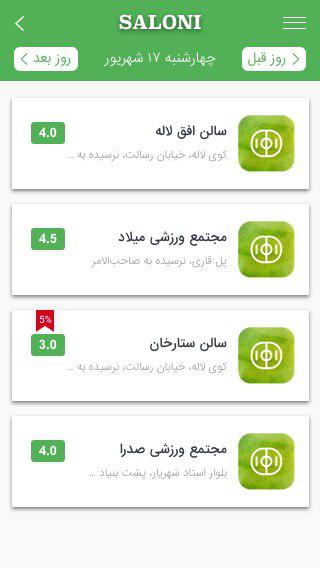 SALONI
روز قبل
چهارشنبه ۱۷ شهریور
روز بعد
سالن افق لاله
4.0
کوی لاله، خیابان رسالت، نرسیده به ...
مجتمع ورزشی میلاد
4.5
پل قاری، نرسیده به صاحب‌الامر
5%
سالن ستارخان
3.0
کوی لاله، خیابان رسالت، نرسیده به ...
مجتمع ورزشی صدرا
4.0
بلوار استاد شهریار، پشت بنیاد ...